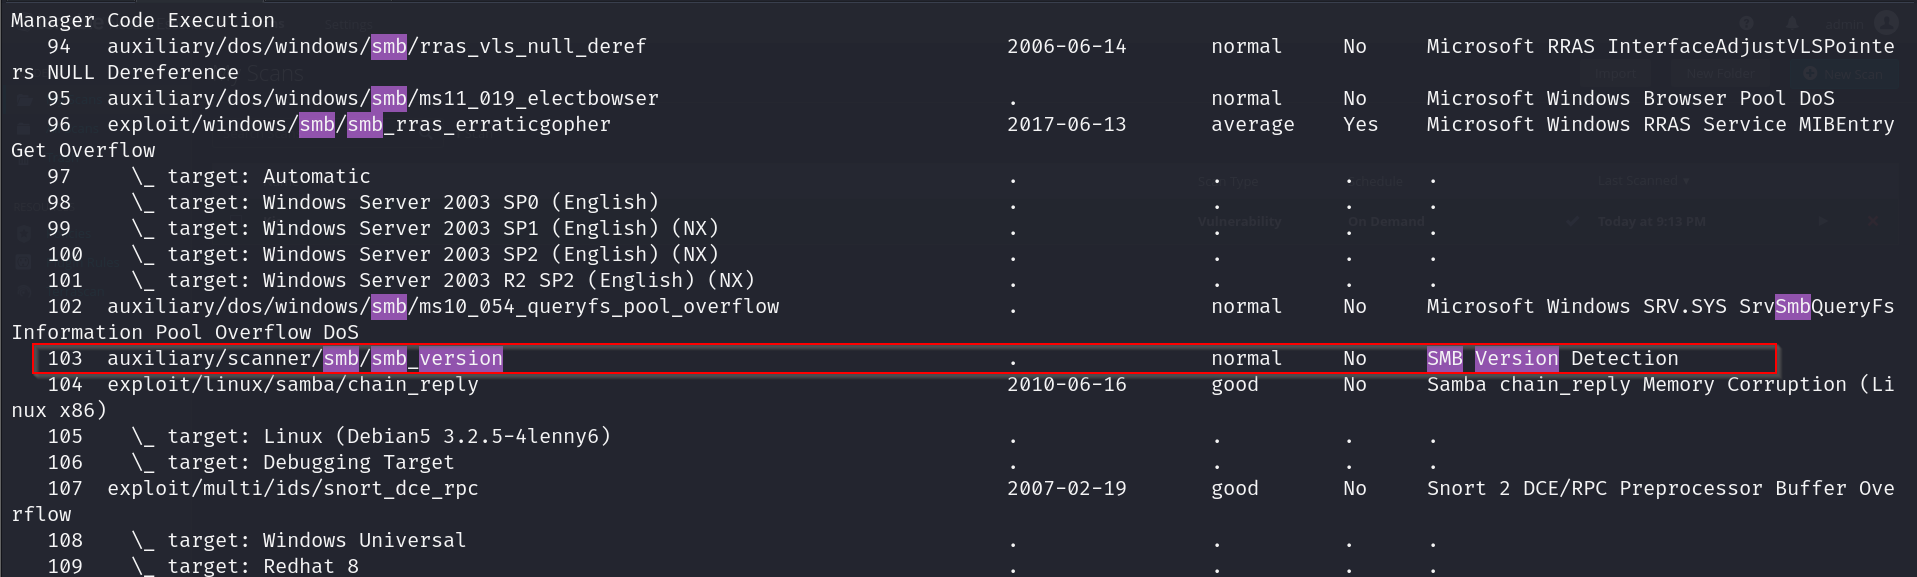 Manager Code Execution
94 auxiliary/dos/windows/smb/rras_vls_null_deref 2006-06-14 normal No Microsoft RRAS InterfaceAdjustVLSPointe
rs NULL Dereference
95 auxiliary/dos/windows/smb/ms11_019_electbowser . normal No Microsoft Windows Browser Pool DoS
96 exploit/windows/smb/smb_rras_erraticgopher 2017-06-13 average Yes Microsoft Windows RRAS Service MIBEntry
Get Overflow
97 \_ target: Automatic . . . .
98 \_ target: Windows Server 2003 SP0 (English) . . . .
99 \_ target: Windows Server 2003 SP1 (English) (NX) . . . .
100 \_ target: Windows Server 2003 SP2 (English) (NX) . . . .
101 \_ target: Windows Server 2003 R2 SP2 (English) (NX) . . . .
102 auxiliary/dos/windows/smb/ms10_054_queryfs_pool_overflow . normal No Microsoft Windows SRV.SYS SrvSmbQueryFs
Information Pool Overflow DoS
103 auxiliary/scanner/smb/smb_version . normal No SMB Version Detection
104 exploit/linux/samba/chain_reply 2010-06-16 good No Samba chain_reply Memory Corruption (Li
nux x86)
105 \_ target: Linux (Debian5 3.2.5-4lenny6) . . . .
106 \_ target: Debugging Target . . . .
107 exploit/multi/ids/snort_dce_rpc 2007-02-19 good No Snort 2 DCE/RPC Preprocessor Buffer Ove
rflow
108 \_ target: Windows Universal . . . .
109 \_ target: Redhat 8 . . . .